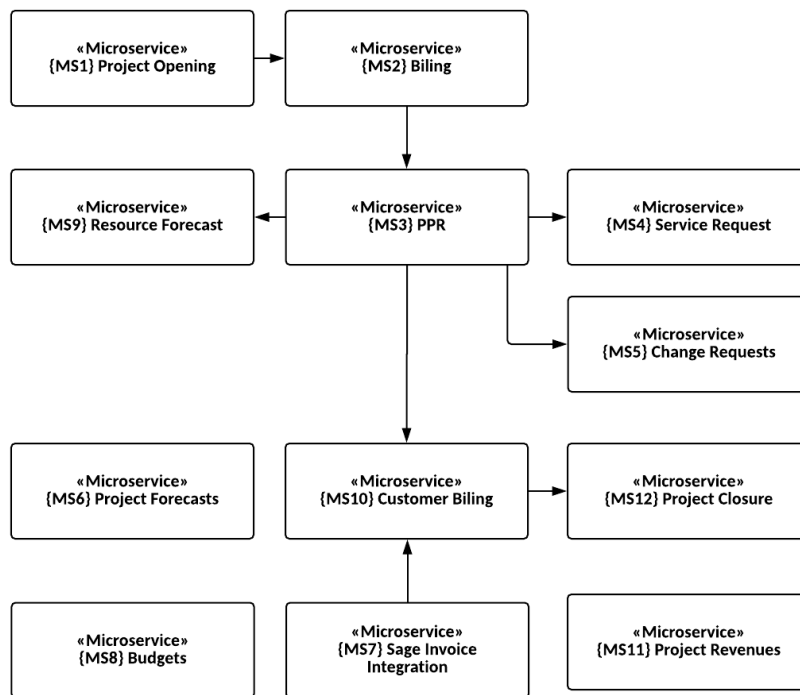 «Microservice»
{MS1} Project Opening
«Microservice»
{MS2} Biling
«Microservice»
{MS9} Resource Forecast
«Microservice»
{MS3} PPR
«Microservice»
{MS4} Service Request
«Microservice»
{MS5} Change Requests
«Microservice»
{MS6} Project Forecasts
«Microservice»
{MS10} Customer Biling
«Microservice»
{MS12} Project Closure
«Microservice»
{MS8} Budgets
«Microservice»
{MS7} Sage Invoice
Integration
«Microservice»
{MS11} Project Revenues